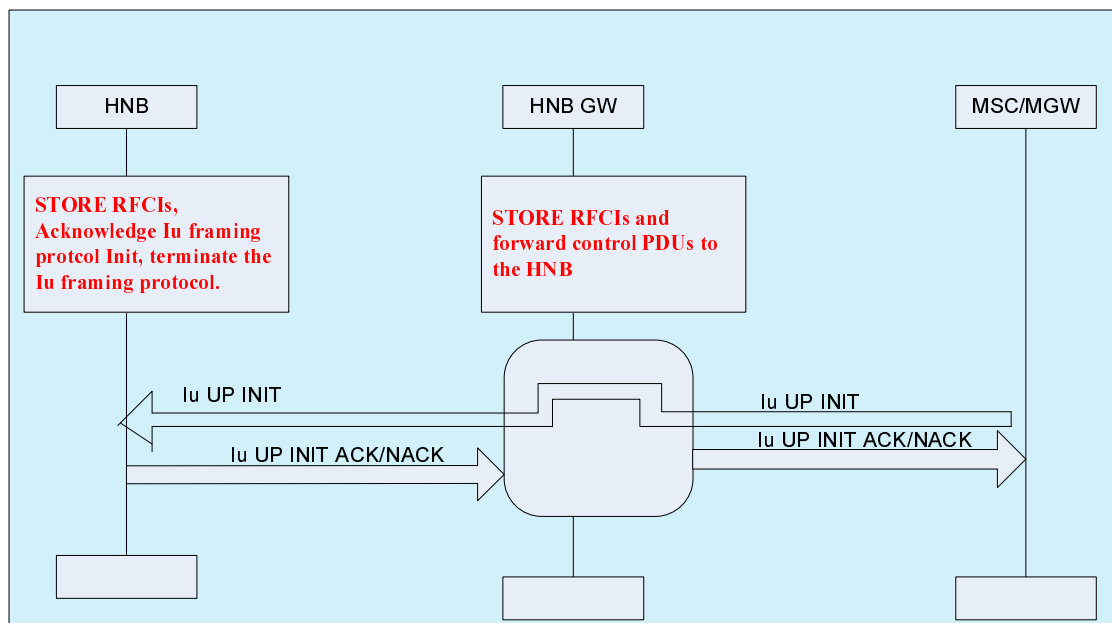 HNB
HNB GW
MSC/MGW
STORE RFCIs,
Acknowledge Iu framing
protcol Init, terminate the
Iu framing protocol.
STORE RFCIs and
forward control PDUs to
the HNB
Iu UP INIT
Iu UP INIT
Iu UP INIT ACK/NACK
Iu UP INIT ACK/NACK